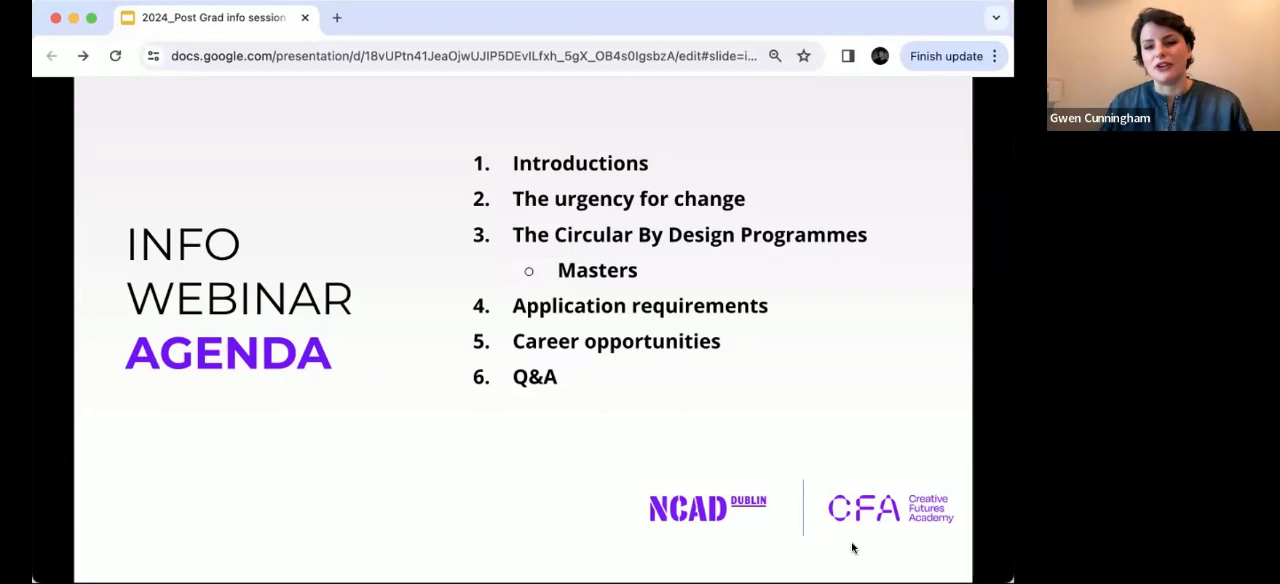 2024_Post Grad info session
docs.google.com/presentation/d/18vUPtn41JeaOjwUJIP5DEvILfxh_5gX_OB4s0IgsbzA/edit#slide=i...
Finish update
Gwen Cunningham
INFO
WEBINAR
AGENDA
1. Introductions
2. The urgency for change
3. The Circular By Design Programmes
○ Masters
4. Application requirements
5. Career opportunities
6. Q&A
NCAD DUBLIN
CFA Creative
Futures
Academy